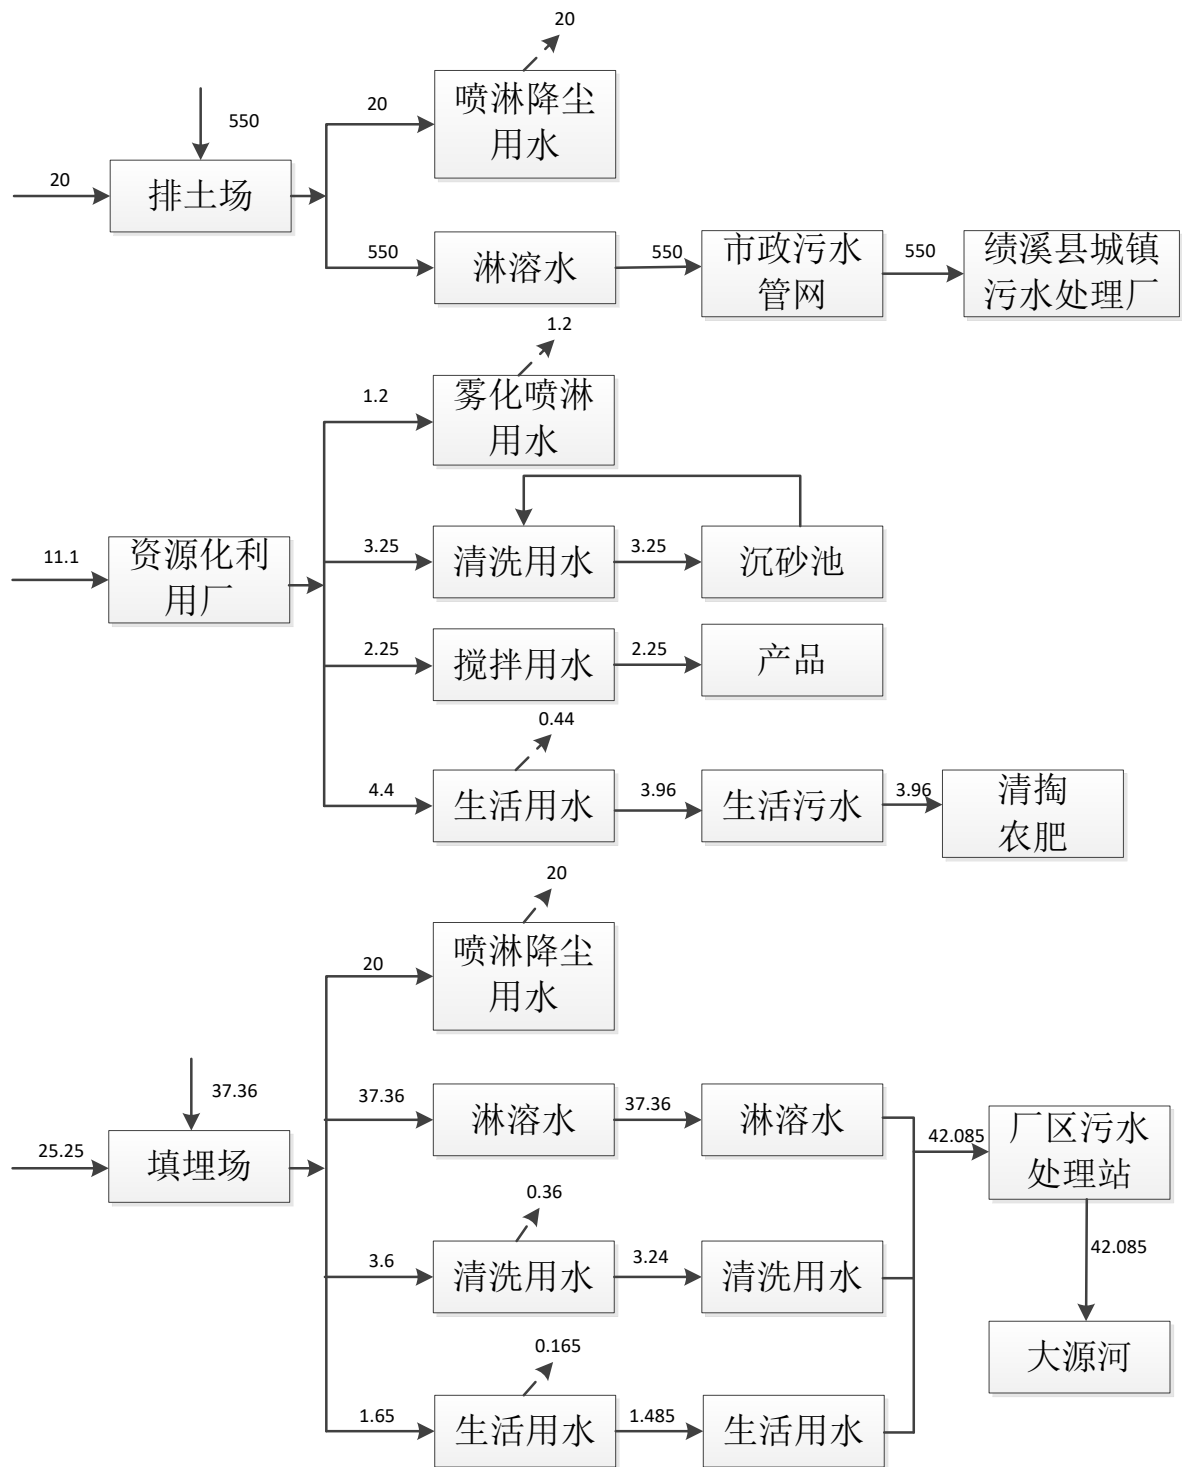 20
喷淋降尘
用水
20
550
20
排土场
550
淋溶水
550
市政污水
管网
550
绩溪县城镇
污水处理厂
1.2
雾化喷淋
用水
1.2
11.1
资源化利
用厂
3.25
清洗用水
3.25
沉砂池
2.25
搅拌用水
2.25
产品
0.44
4.4
生活用水
3.96
生活污水
3.96
清掏
农肥
20
喷淋降尘
用水
20
37.36
25.25
填埋场
37.36
淋溶水
37.36
淋溶水
42.085
厂区污水
处理站
0.36
3.6
清洗用水
3.24
清洗用水
42.085
大源河
0.165
1.65
生活用水
1.485
生活用水